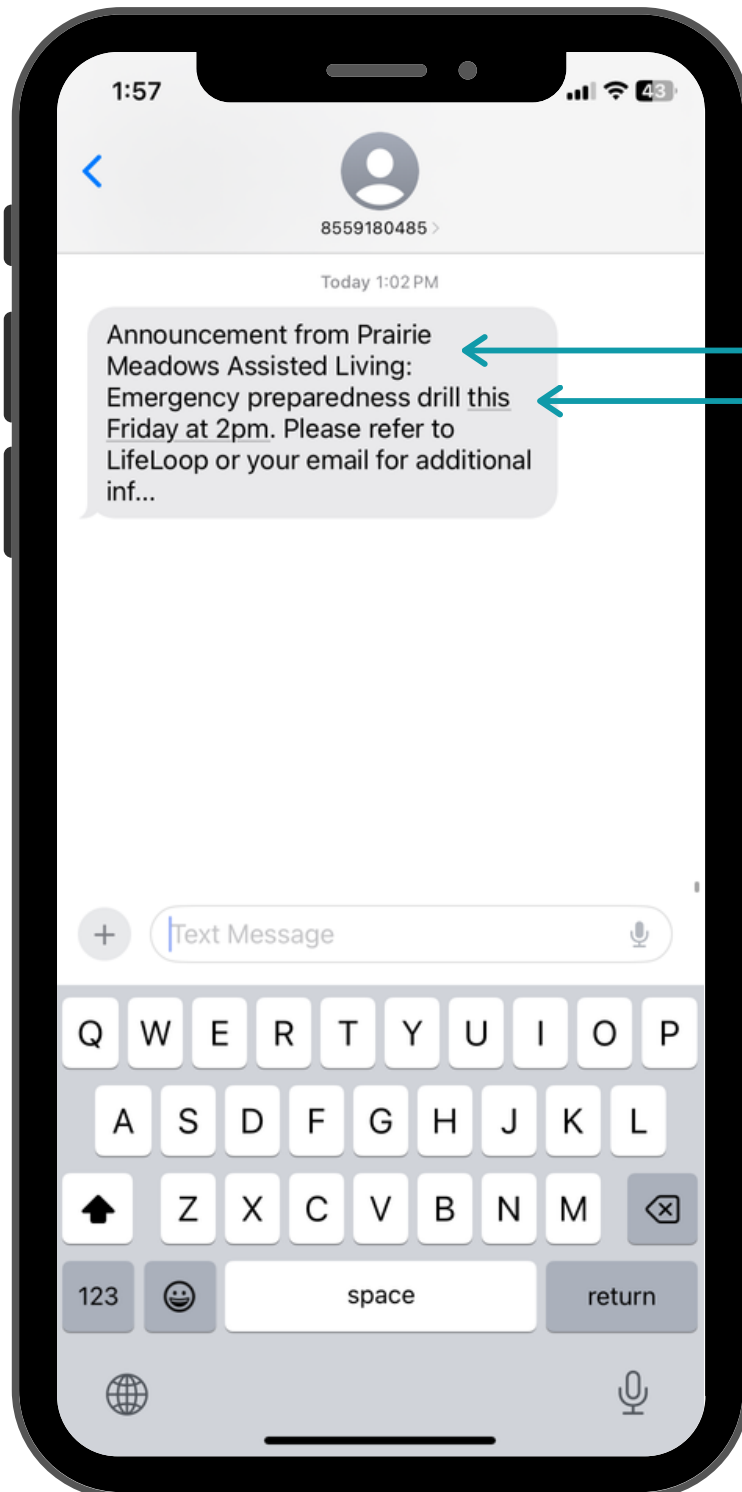 1:57
43
8559180485
Today 1:02 PM
Announcement from Prairie
Meadows Assisted Living:
Emergency preparedness drill this
Friday at 2pm. Please refer to
LifeLoop or your email for additional
inf...
Text Message
Q W E R T Y U I O P
A S D F G H J K L
Z X C V B N M
123 space return